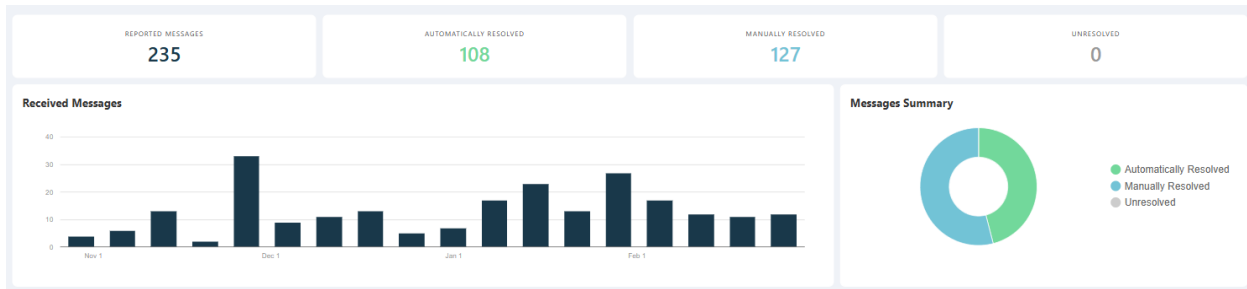 REPORTED MESSAGES
235
AUTOMATICALLY RESOLVED
108
MANUALLY RESOLVED
127
UNRESOLVED
0
Received Messages
40
30
20
10
0
Nov 1
Dec 1
Jan 1
Feb 1
Messages Summary
Automatically Resolved
Manually Resolved
Unresolved